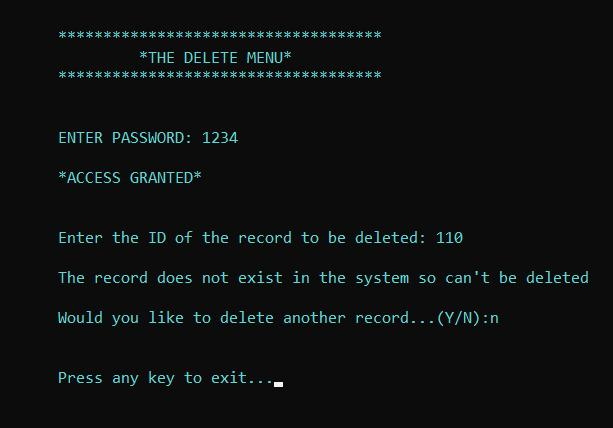 ************************************
*THE DELETE MENU*
************************************
ENTER PASSWORD: 1234
*ACCESS GRANTED*
Enter the ID of the record to be deleted: 110
The record does not exist in the system so can't be deleted
Would you like to delete another record...(Y/N):n
Press any key to exit...